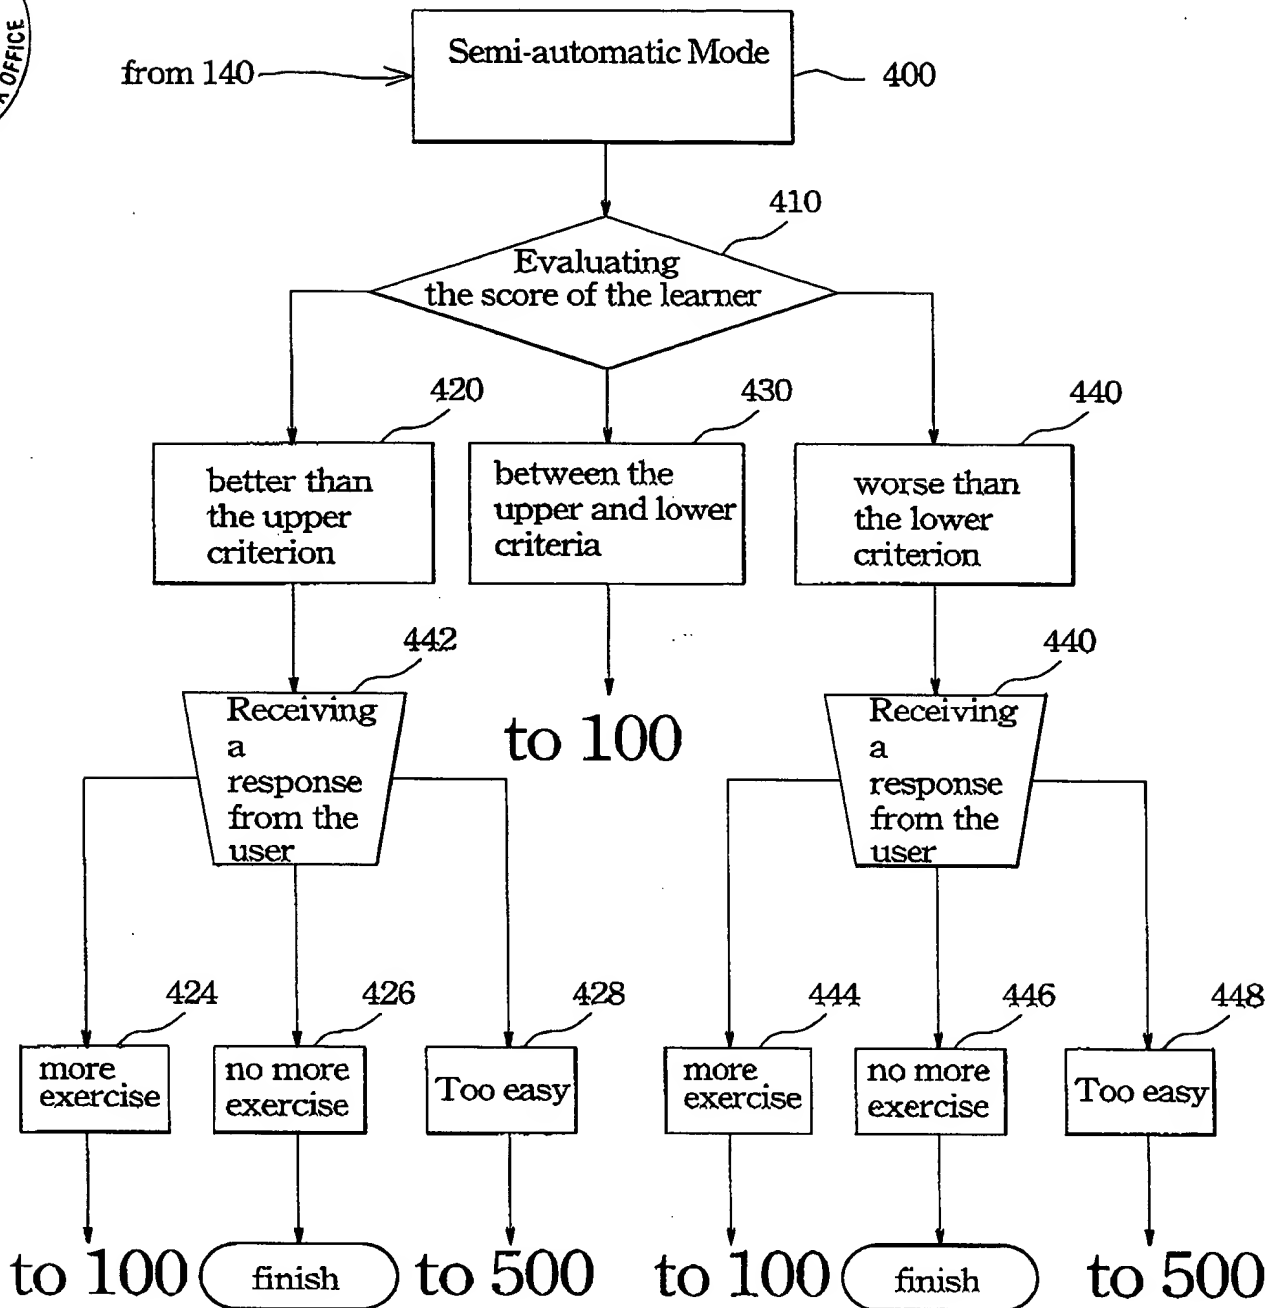 OFFICE
Semi-automatic Mode
from 140
400
410
Evaluating
the score of the learner
420
430
440
better than
the upper
criterion
between the
upper and lower
criteria
worse than
the lower
criterion
442
440
Receiving
a
response
from the
user
to 100
Receiving
a
response
from the
user
424
426
428
444
446
448
more
exercise
no more
exercise
Too easy
more
exercise
no more
exercise
Too easy
to 100
finish
to 500
to 100
finish
to 500